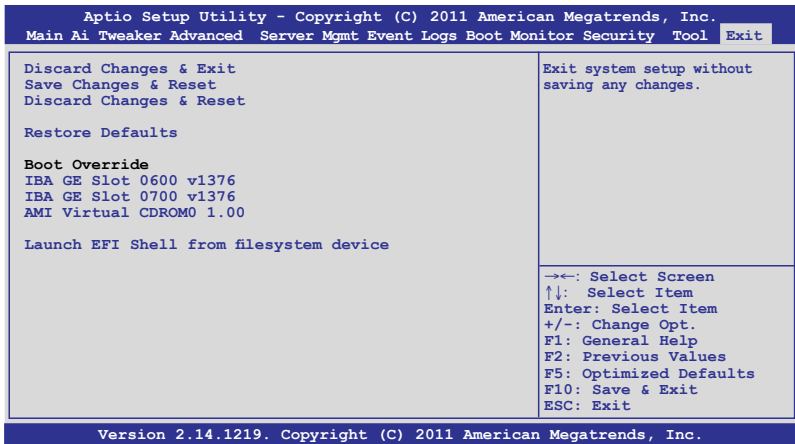 Aptio Setup Utility - Copyright (C) 2011 American Megatrends, Inc.
Main Ai Tweaker Advanced Server Mgmt Event Logs Boot Monitor Security Tool Exit
Discard Changes & Exit
Save Changes & Reset
Discard Changes & Reset
Restore Defaults
Boot Override
IBA GE Slot 0600 v1376
IBA GE Slot 0700 v1376
AMI Virtual CDROM0 1.00
Launch EFI Shell from filesystem device
Exit system setup without
saving any changes.
→←: Select Screen
↑↓: Select Item
Enter: Select Item
+/-: Change Opt.
F1: General Help
F2: Previous Values
F5: Optimized Defaults
F10: Save & Exit
ESC: Exit
Version 2.14.1219. Copyright (C) 2011 American Megatrends, Inc.